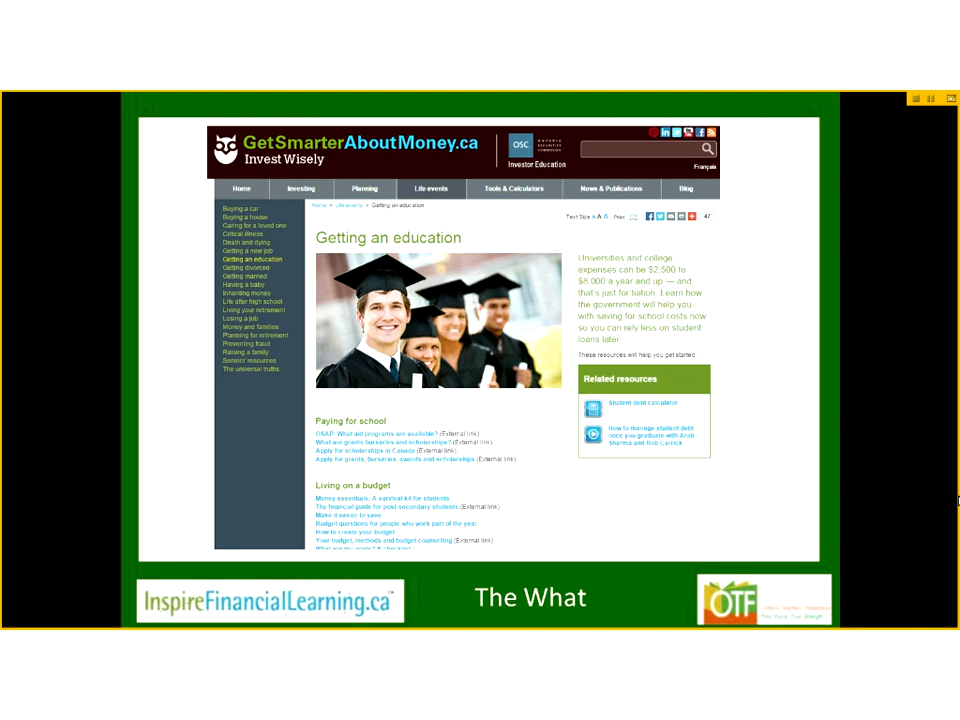 GetSmarterAboutMoney.ca
Invest Wisely
OSC
ONTARIO
SECURITIES
COMMISSION
Investor Education
Français
Home Investing Planning Life events Tools & Calculators News & Publications Blog
Buying a car
Buying a house
Caring for a loved one
Critical illness
Death and dying
Getting a new job
Getting an education
Getting divorced
Getting married
Having a baby
Inheriting money
Life after high school
Living your retirement
Losing a job
Money and families
Planning for retirement
Preventing fraud
Raising a family
Seniors' resources
The universal truths
Home > Life events > Getting an education
Text Size A A A Print 47
Getting an education
Universities and college
expenses can be $2,500 to
$8 000 a year and up — and
that's just for tuition. Learn how
the government will help you
with saving for school costs now
so you can rely less on student
loans later
These resources will help you get started
Related resources
Student debt calculator
How to manage student debt
once you graduate with Arab
Sharma and Rob Carrick
Paying for school
OSAP: What aid programs are available? (External link)
What are grants bursaries and scholarships? (External link)
Apply for scholarships in Canada (External link)
Apply for grants, bursaries, awards and scholarships (External link)
Living on a budget
Money essentials: A survival kit for students
The financial guide for post-secondary students (External link)
Make it easier to save
Budget questions for people who work part of the year
How to create your budget
Your budget, methods and budget counseling (External link)
InspireFinancialLearning.ca
The What
OTF